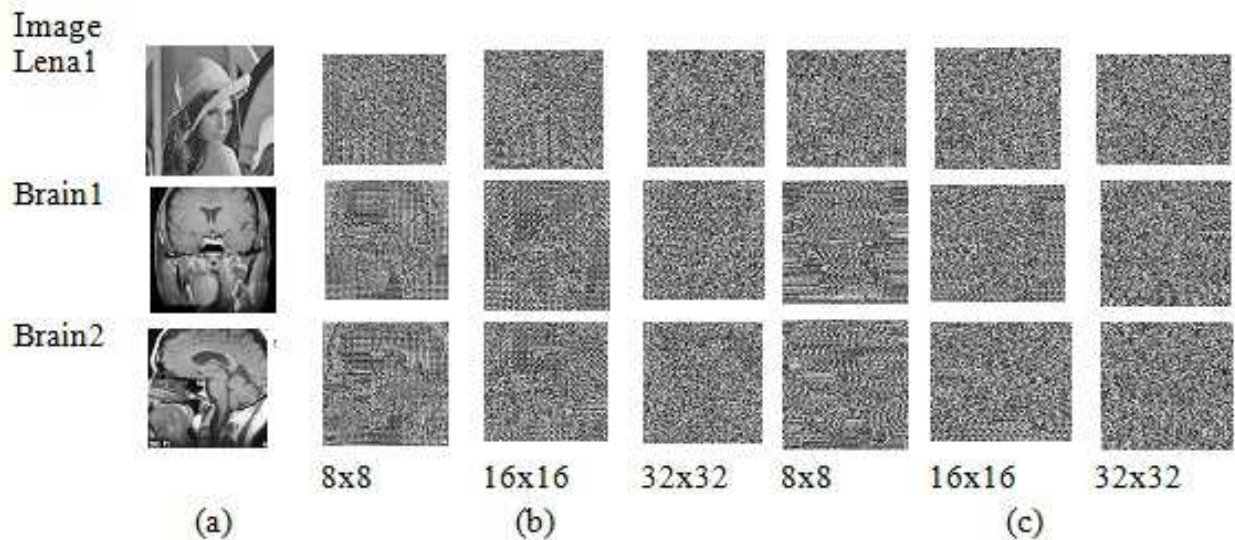 Image
Lena1
Brain1
Brain2
8x8 16x16 32x32 8x8 16x16 32x32
(a) (b) (c)